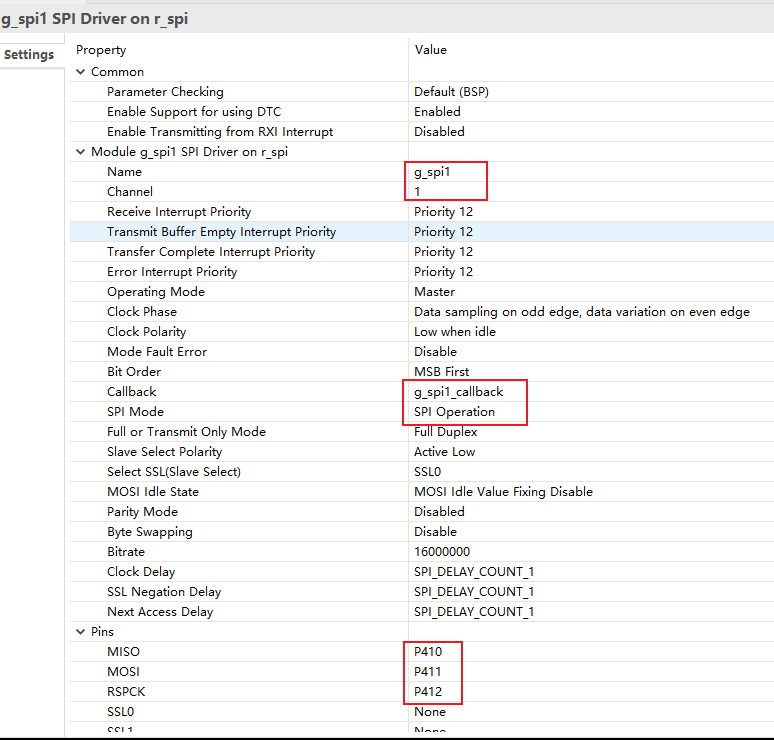 g_spi1 SPI Driver on r_spi
Settings
Property Value
Common
Parameter Checking Default (BSP)
Enable Support for using DTC Enabled
Enable Transmitting from RXI Interrupt Disabled
Module g_spi1 SPI Driver on r_spi
Name g_spi1
Channel 1
Receive Interrupt Priority Priority 12
Transmit Buffer Empty Interrupt Priority Priority 12
Transfer Complete Interrupt Priority Priority 12
Error Interrupt Priority Priority 12
Operating Mode Master
Clock Phase Data sampling on odd edge, data variation on even edge
Clock Polarity Low when idle
Mode Fault Error Disable
Bit Order MSB First
Callback g_spi1_callback
SPI Mode SPI Operation
Full or Transmit Only Mode Full Duplex
Slave Select Polarity Active Low
Select SSL(Slave Select) SSL0
MOSI Idle State MOSI Idle Value Fixing Disable
Parity Mode Disabled
Byte Swapping Disable
Bitrate 16000000
Clock Delay SPI_DELAY_COUNT_1
SSL Negation Delay SPI_DELAY_COUNT_1
Next Access Delay SPI_DELAY_COUNT_1
Pins
MISO P410
MOSI P411
RSPCK P412
SSL0 None
SSL1 None